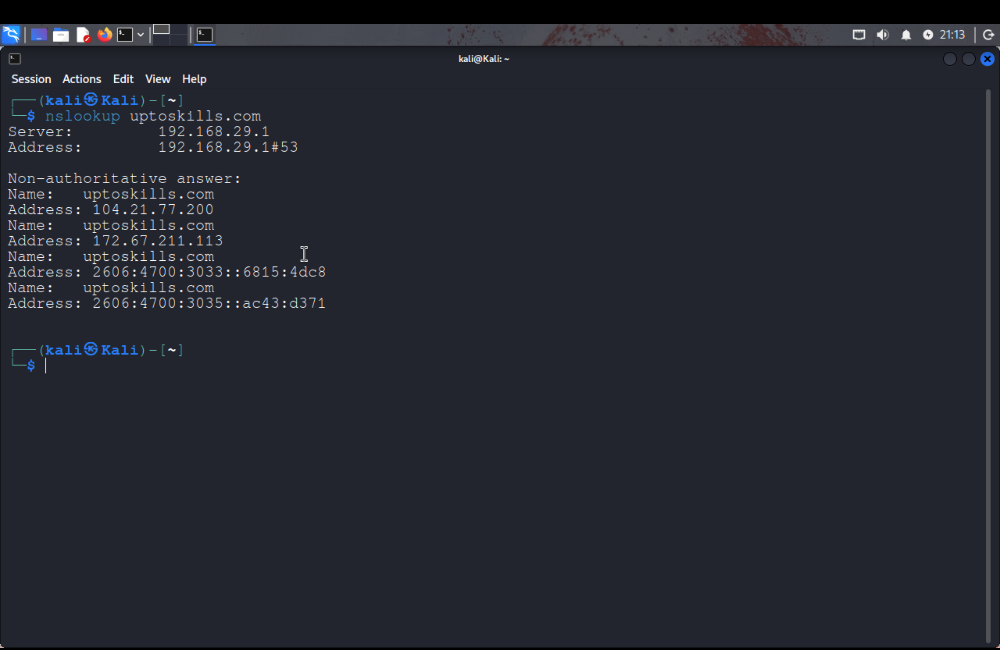 21:13
kali@Kali: ~
Session Actions Edit View Help
┌──(kali㉿Kali)-[~]
└─$ nslookup uptoskills.com
Server:		192.168.29.1
Address:	192.168.29.1#53

Non-authoritative answer:
Name:	uptoskills.com
Address: 104.21.77.200
Name:	uptoskills.com
Address: 172.67.211.113
Name:	uptoskills.com
Address: 2606:4700:3033::6815:4dc8
Name:	uptoskills.com
Address: 2606:4700:3035::ac43:d371

┌──(kali㉿Kali)-[~]
└─$